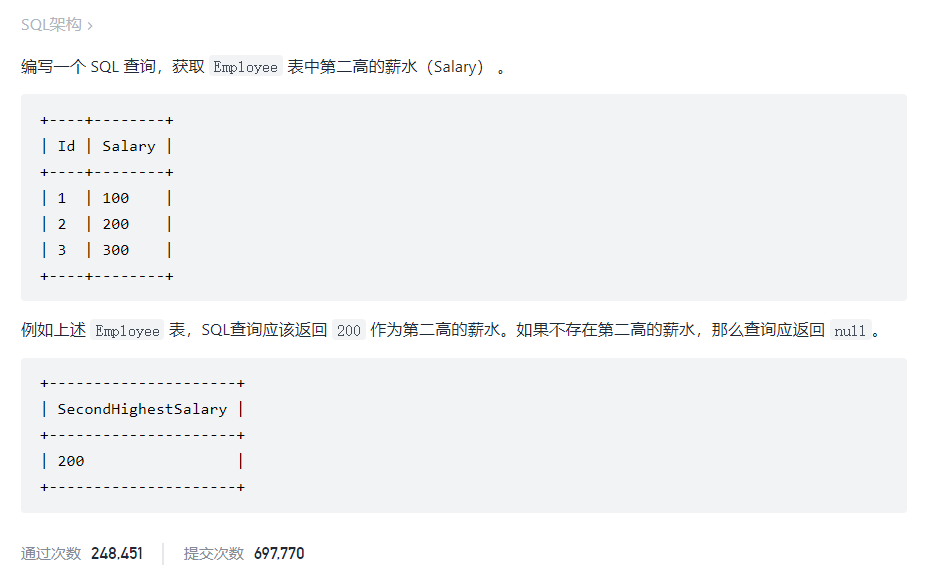 SQL架构 ›
编写一个 SQL 查询，获取 Employee 表中第二高的薪水（Salary） 。
+----+--------+
| Id | Salary |
+----+--------+
| 1  | 100    |
| 2  | 200    |
| 3  | 300    |
+----+--------+
例如上述 Employee 表，SQL查询应该返回 200 作为第二高的薪水。如果不存在第二高的薪水，那么查询应返回 null。
+---------------------+
| SecondHighestSalary |
+---------------------+
| 200                 |
+---------------------+
通过次数 248,451 | 提交次数 697,770